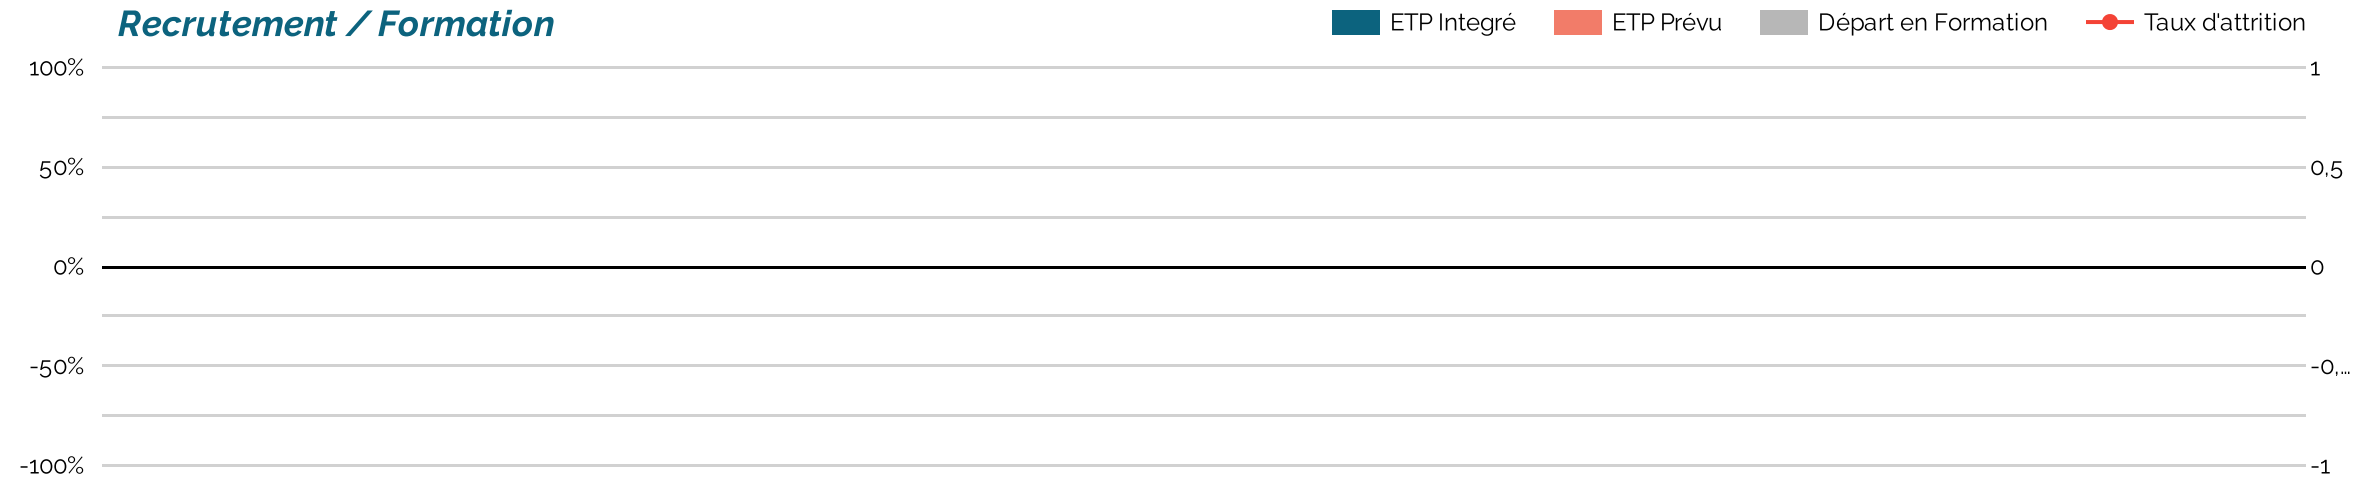 Recrutement / Formation
ETP Integré ETP Prévu Départ en Formation Taux d'attrition
100% 1
50% 0,5
0% 0
-50% -0,...
-100% -1